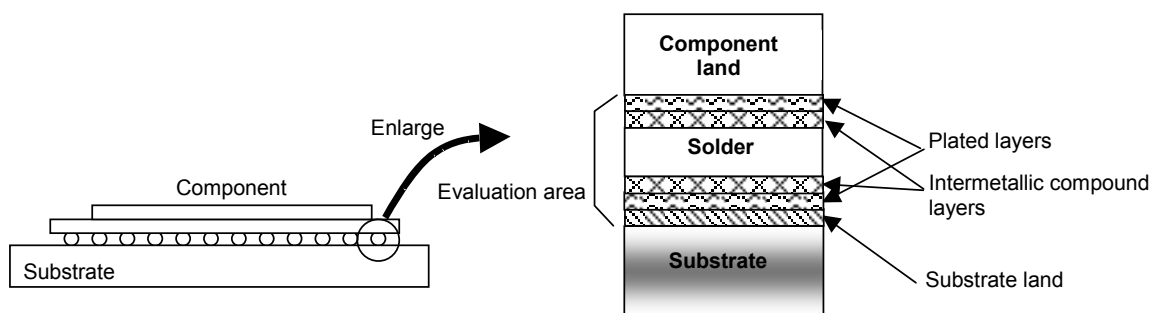 Component
Substrate
Enlarge
Evaluation area
Component
land
Solder
Substrate
Plated layers
Intermetallic compound
layers
Substrate land